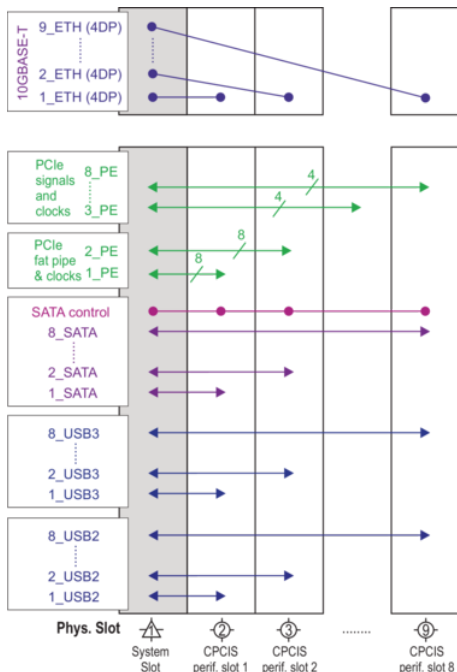 10GBASE-T
9_ETH (4DP)
2_ETH (4DP)
1_ETH (4DP)
PCIe
signals
and
clocks
8_PE
3_PE
4
4
PCIe
fat pipe
& clocks
2_PE
1_PE
8
8
SATA control
8_SATA
2_SATA
1_SATA
8_USB3
2_USB3
1_USB3
8_USB2
2_USB2
1_USB2
Phys. Slot
1
2
3
9
System
Slot
CPCIS
perif. slot 1
CPCIS
perif. slot 2
........
CPCIS
perif. slot 8